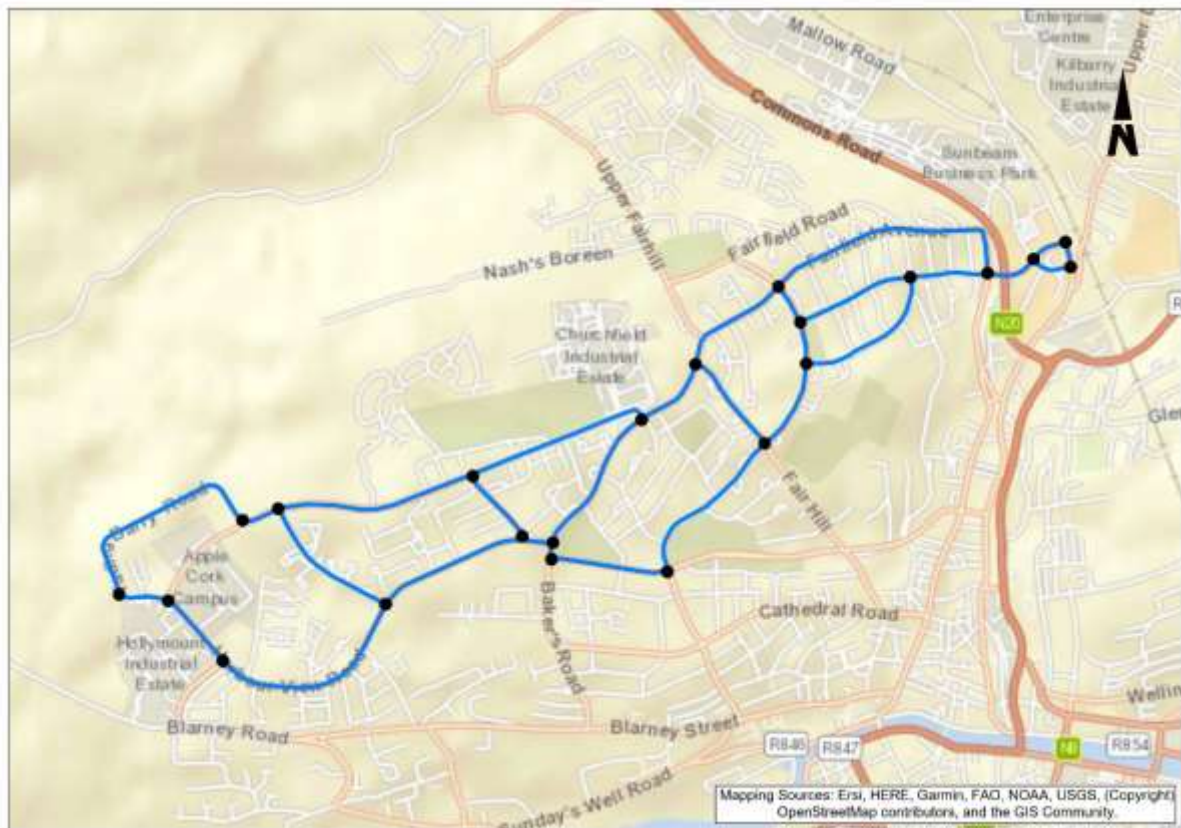 Mallow Road
Enterprise
Centre
Kilbarry
Industrial
Estate
N
Commons Road
Sunbeam
Business Park
Upper Fairhill
Fairfield Road
Fairfield Avenue
Nash's Boreen
N20
R
Churchfield
Industrial
Estate
Fair Hill
Barry Road
Apple
Cork
Campus
Baker's Road
Cathedral Road
Hollymount
Industrial
Estate
Blarney Road
Blarney Street
R846
R847
N8
R854
Sunday's Well Road
Mapping Sources: Ersi, HERE, Garmin, FAO, NOAA, USGS, (Copyright)
OpenStreetMap contributors, and the GIS Community.